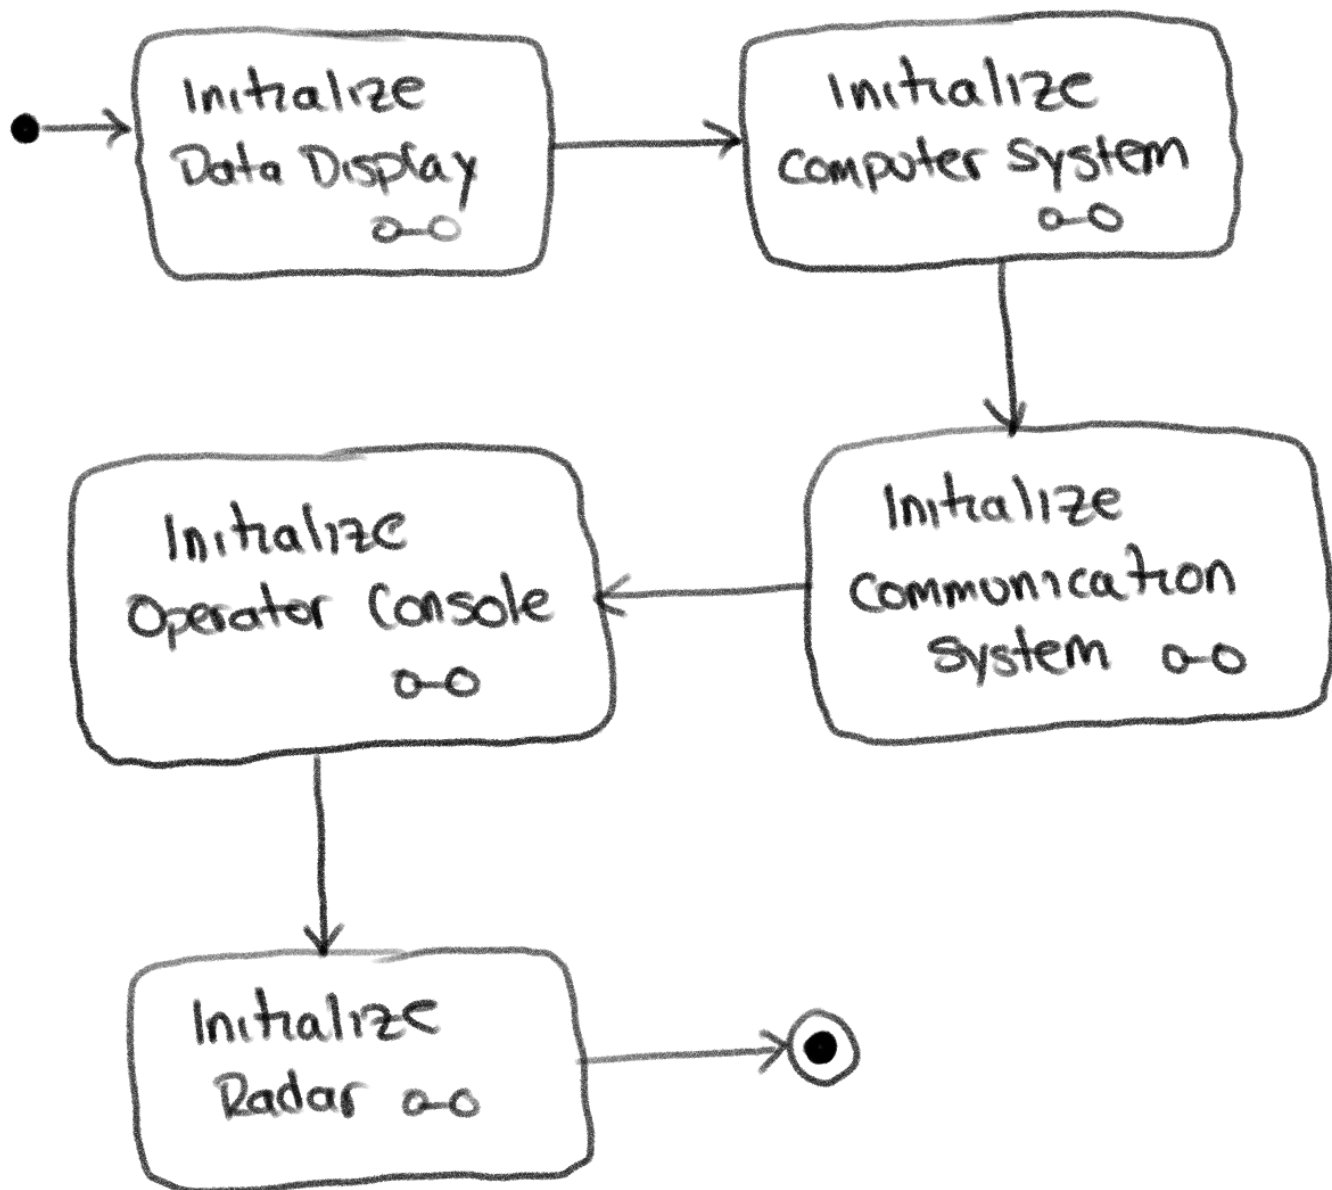 Initialize
Data Display
Initialize
Computer System
Initialize
Communication
System
Initialize
Operator Console
Initialize
Radar